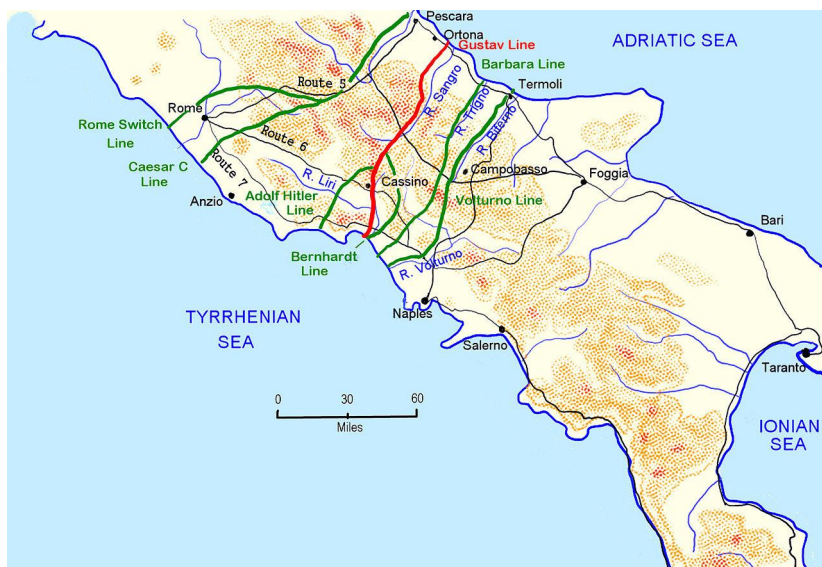 Pescara
Ortona
Gustav Line
ADRIATIC SEA
Barbara Line
Route 5
R. Sangro
R. Trigno
Termoli
R. Biferno
Rome
Rome Switch
Line
Route 6
Caesar C
Line
Route 7
R. Liri
Cassino
Campobasso
Foggia
Adolf Hitler
Line
Anzio
Volturno Line
Bari
Bernhardt
Line
R. Volturno
Naples
TYRRHENIAN
SEA
Salerno
Taranto
0
30
60
Miles
IONIAN
SEA